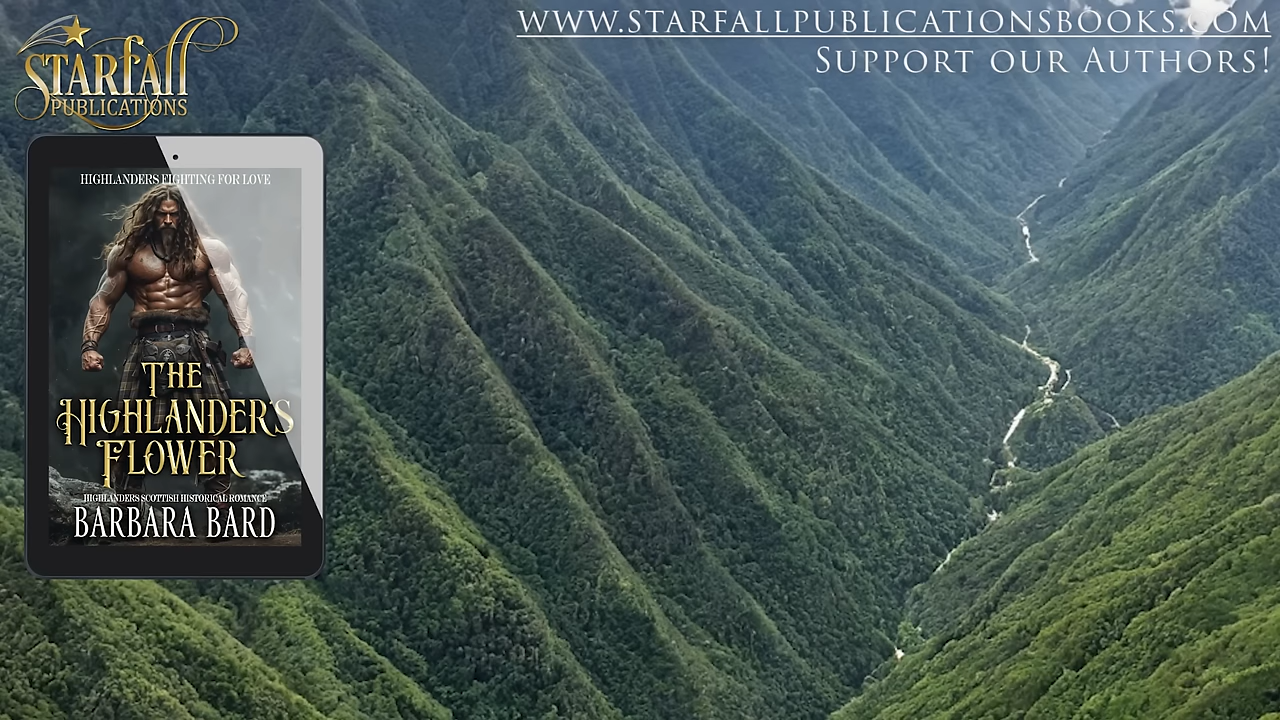 STARfall
PUBLICATIONS
www.starfallpublicationsbooks.com
Support our Authors!
HIGHLANDERS FIGHTING FOR LOVE
THE
HIGHLANDER'S
FLOWER
HIGHLANDERS SCOTTISH HISTORICAL ROMANCE
BARBARA BARD